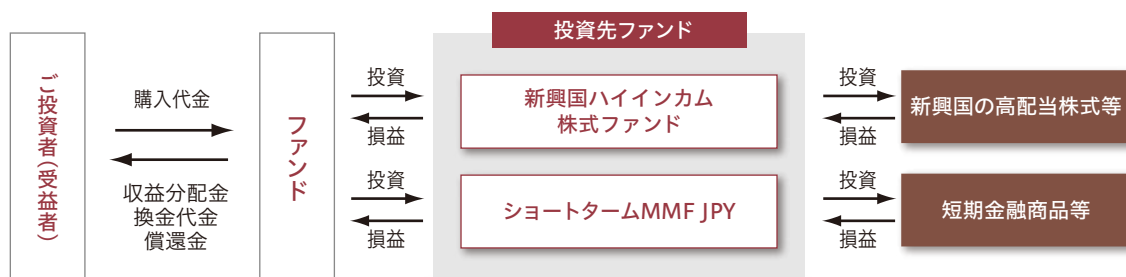 投資先ファンド
ご投資者(受益者)
購入代金
収益分配金
換金代金
償還金
ファンド
投資
損益
新興国ハイインカム
株式ファンド
投資
損益
新興国の高配当株式等
投資
損益
ショートタームMMF JPY
投資
損益
短期金融商品等